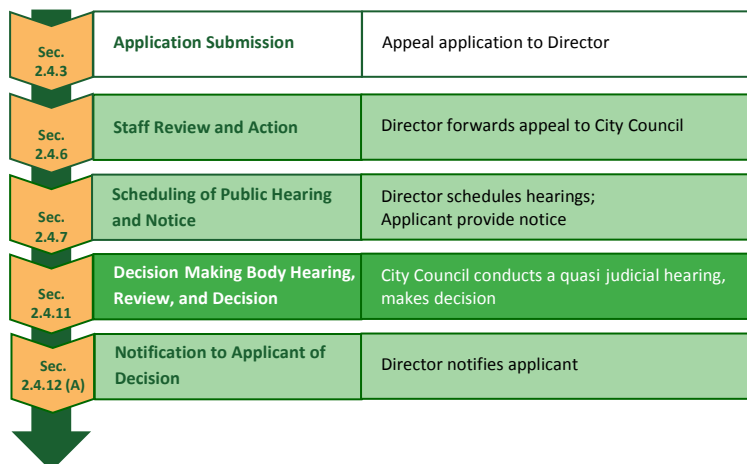 Sec.
2.4.3
Application Submission
Appeal application to Director
Sec.
2.4.6
Staff Review and Action
Director forwards appeal to City Council
Sec.
2.4.7
Scheduling of Public Hearing
and Notice
Director schedules hearings;
Applicant provide notice
Sec.
2.4.11
Decision Making Body Hearing,
Review, and Decision
City Council conducts a quasi judicial hearing,
makes decision
Sec.
2.4.12 (A)
Notification to Applicant of
Decision
Director notifies applicant